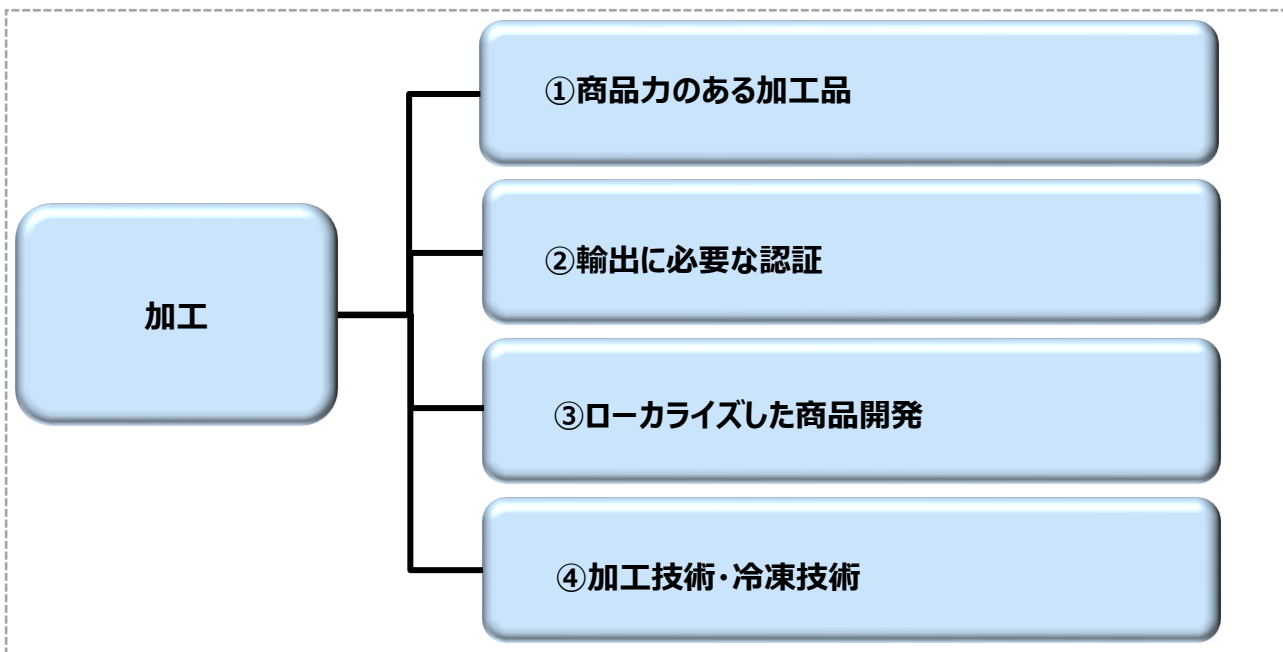 ①商品力のある加工品
②輸出に必要な認証
加工
③ローカライズした商品開発
④加工技術・冷凍技術